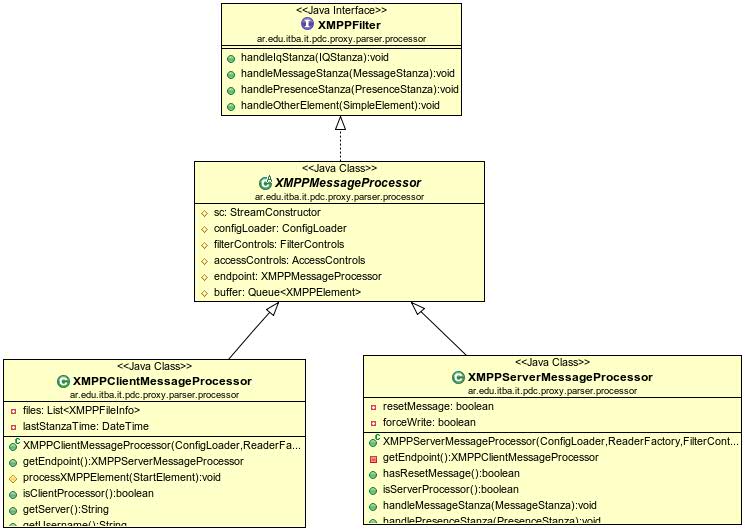 <<Java Interface>>
XMPPFilter
ar.edu.itba.it.pdc.proxy.parser.processor
handleIqStanza(IQStanza):void
handleMessageStanza(MessageStanza):void
handlePresenceStanza(PresenceStanza):void
handleOtherElement(SimpleElement):void
<<Java Class>>
XMPPMessageProcessor
ar.edu.itba.it.pdc.proxy.parser.processor
sc: StreamConstructor
configLoader: ConfigLoader
filterControls: FilterControls
accessControls: AccessControls
endpoint: XMPPMessageProcessor
buffer: Queue<XMPPElement>
<<Java Class>>
XMPPClientMessageProcessor
ar.edu.itba.it.pdc.proxy.parser.processor
files: List<XMPPFileInfo>
lastStanzaTime: DateTime
XMPPClientMessageProcessor(ConfigLoader,ReaderFa...
getEndpoint():XMPPServerMessageProcessor
processXMPPElement(StartElement):void
isClientProcessor():boolean
getServer():String
getUsername():String
<<Java Class>>
XMPPServerMessageProcessor
ar.edu.itba.it.pdc.proxy.parser.processor
resetMessage: boolean
forceWrite: boolean
XMPPServerMessageProcessor(ConfigLoader,ReaderFactory,FilterCont...
getEndpoint():XMPPClientMessageProcessor
hasResetMessage():boolean
isServerProcessor():boolean
handleMessageStanza(MessageStanza):void
handlePresenceStanza(PresenceStanza):void